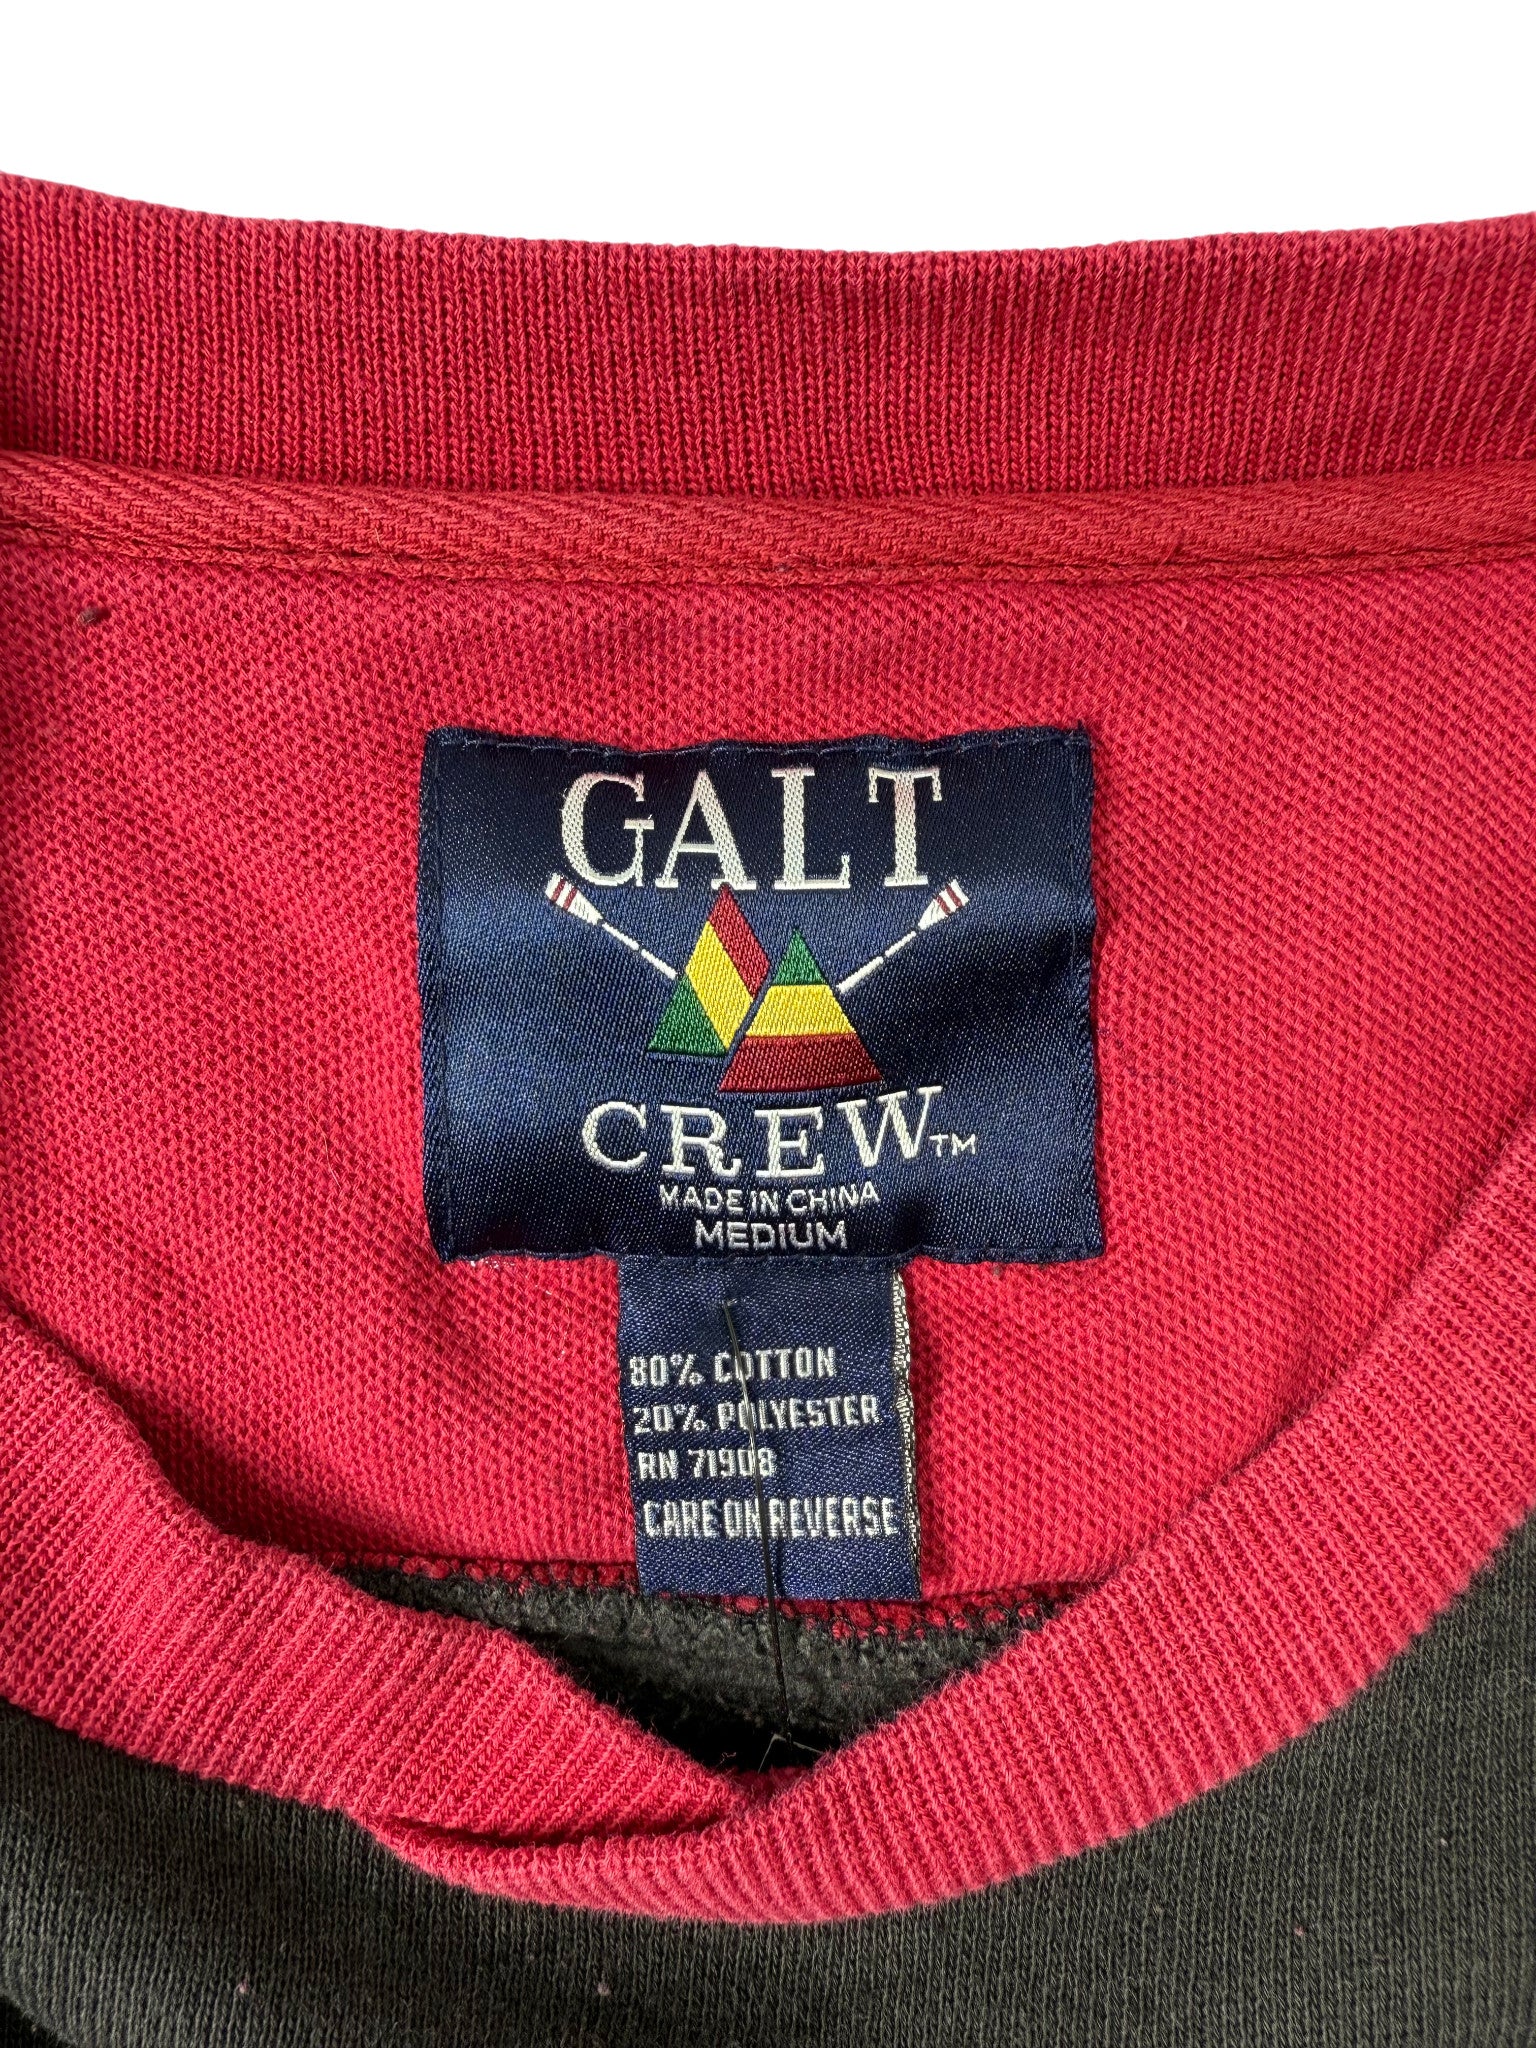 GALT
CREW™
MADE IN CHINA
MEDIUM
80% COTTON
20% POLYESTER
RN 71908
CARE ON REVERSE